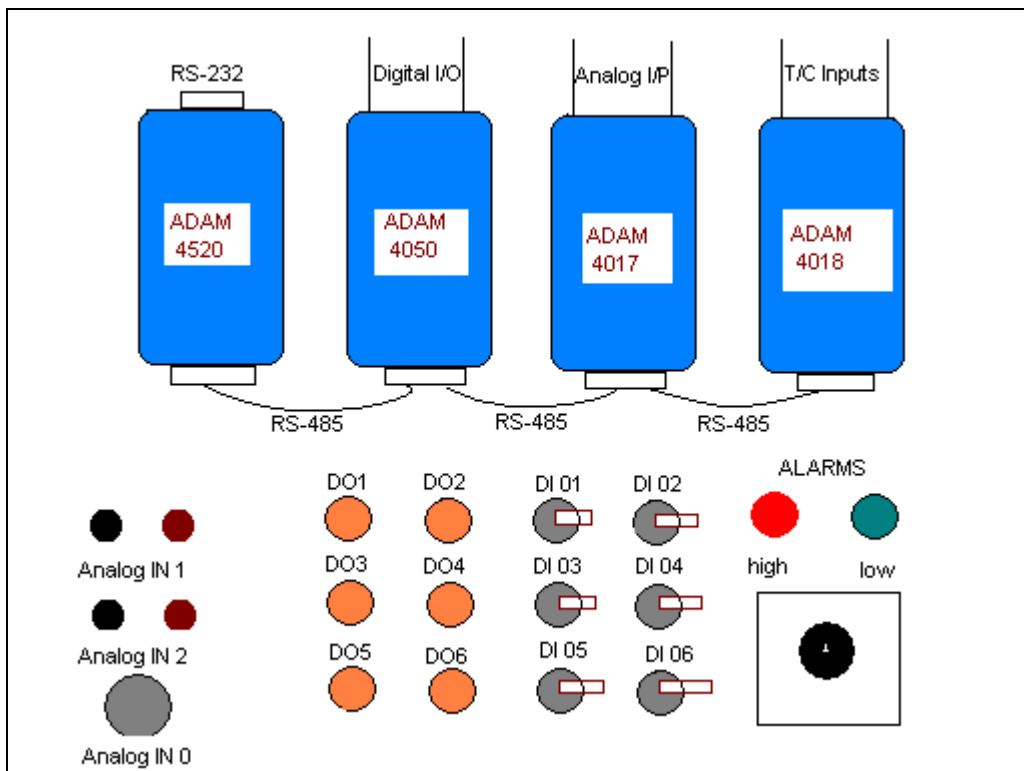 RS-232
Digital I/O
Analog I/P
T/C Inputs
ADAM
4520
ADAM
4050
ADAM
4017
ADAM
4018
RS-485
RS-485
RS-485
ALARMS
DO1
DO2
DI 01
DI 02
Analog IN 1
DO3
DO4
DI 03
DI 04
high
low
Analog IN 2
DO5
DO6
DI 05
DI 06
1
Analog IN 0